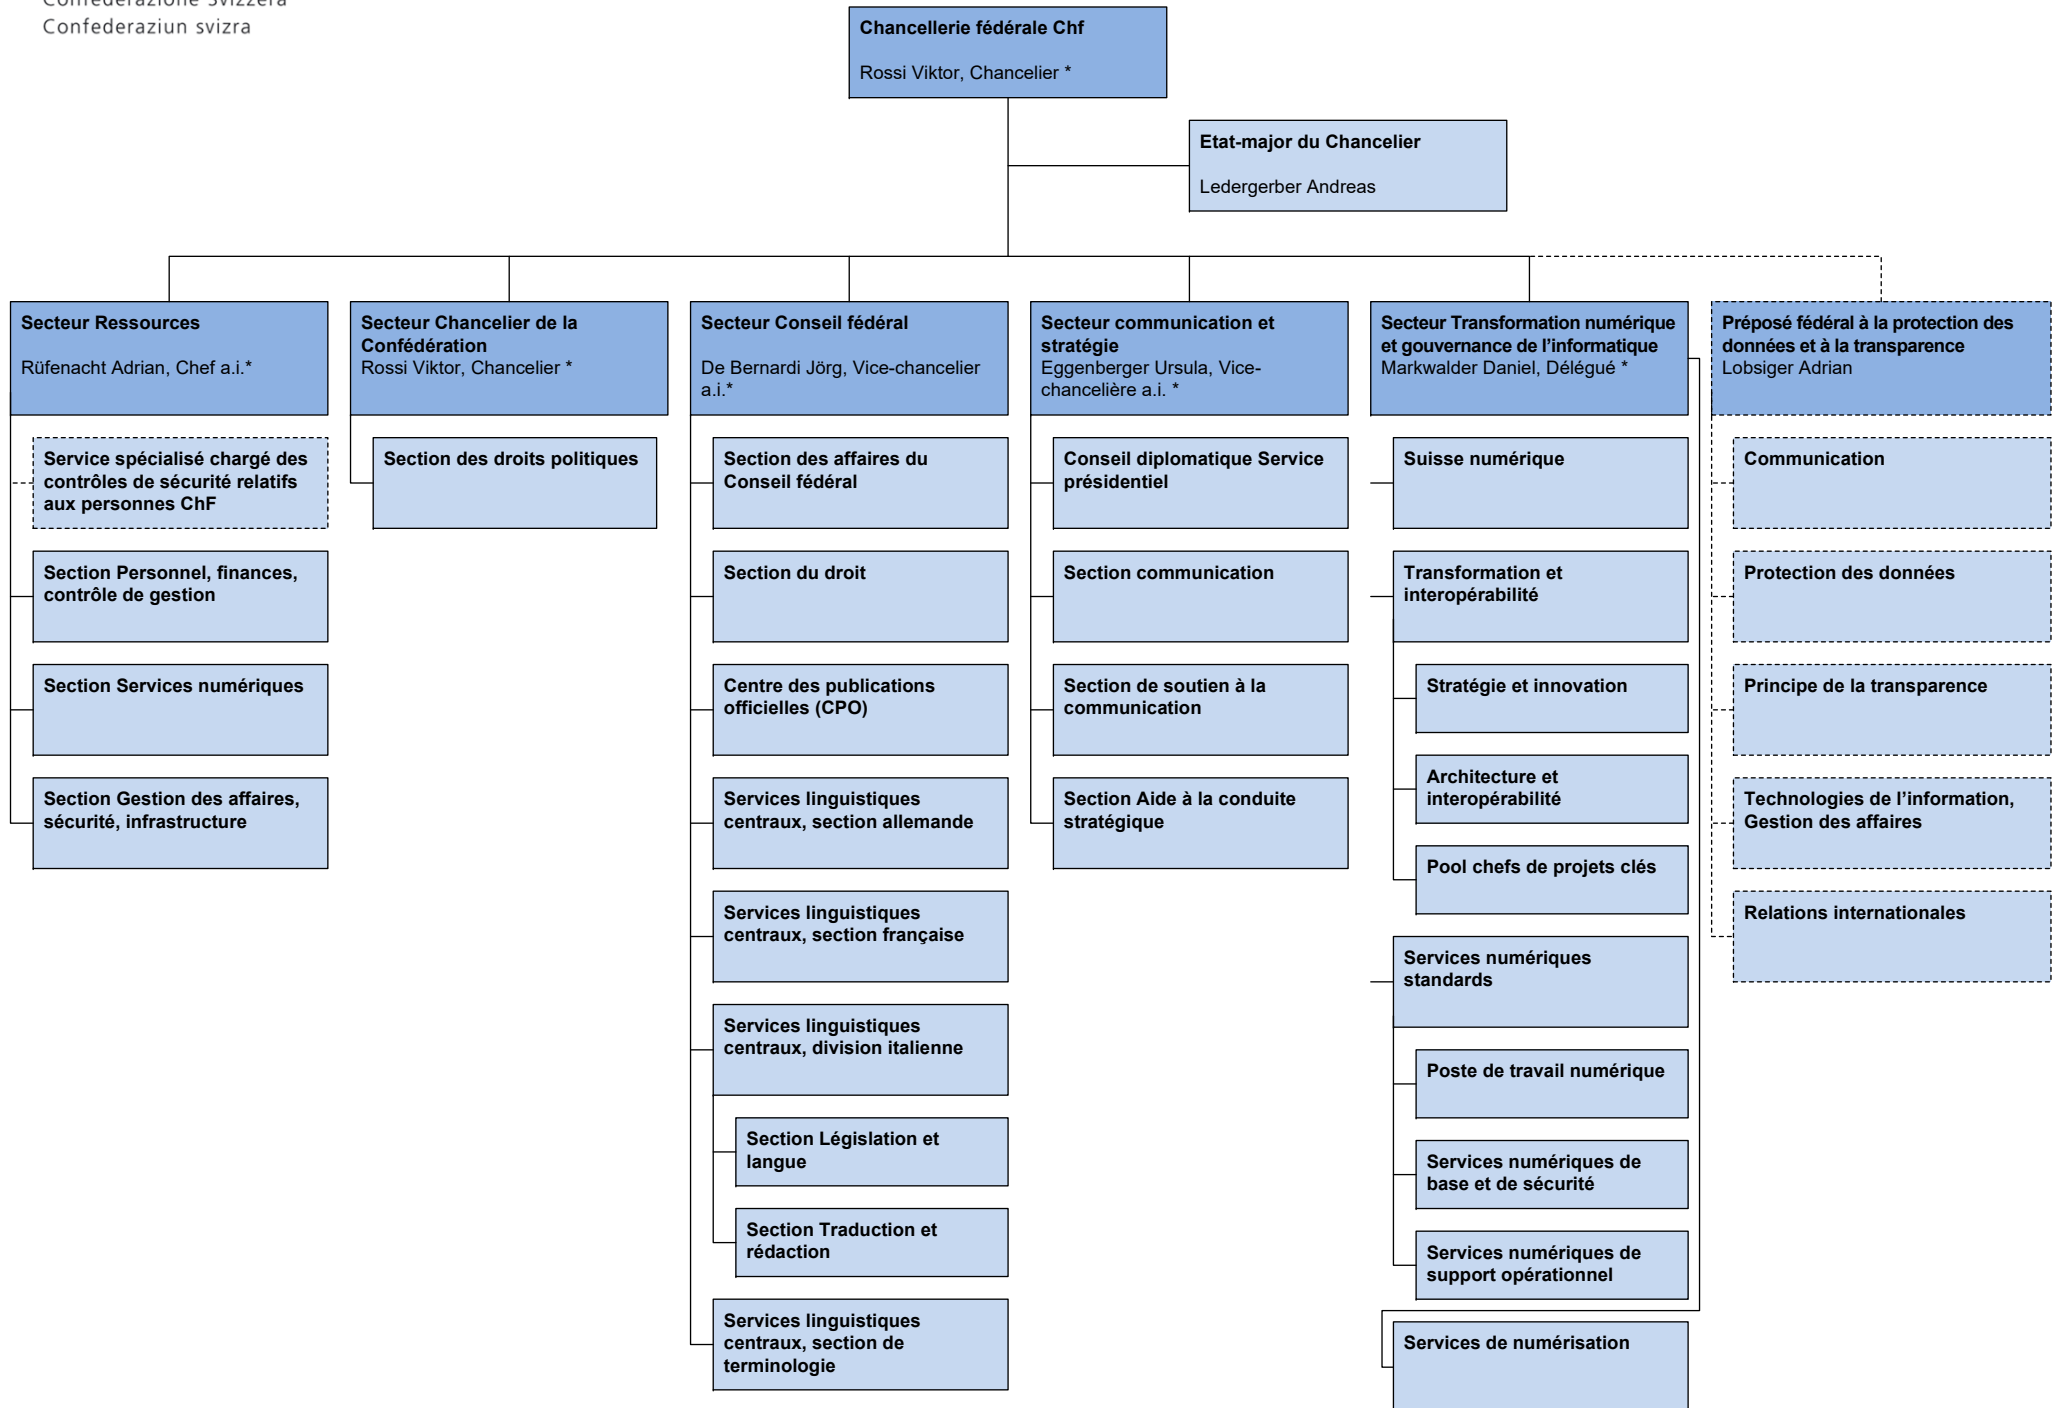 Confederazione Svizzera
Confederaziun svizra
Chancellerie fédérale Chf
Rossi Viktor, Chancelier *
Etat-major du Chancelier
Ledergerber Andreas
Secteur Ressources
Rüfenacht Adrian, Chef a.i.*
Service spécialisé chargé des
contrôles de sécurité relatifs
aux personnes ChF
Section Personnel, finances,
contrôle de gestion
Section Services numériques
Section Gestion des affaires,
sécurité, infrastructure
Secteur Chancelier de la
Confédération
Rossi Viktor, Chancelier *
Section des droits politiques
Secteur Conseil fédéral
De Bernardi Jörg, Vice-chancelier
a.i.*
Section des affaires du
Conseil fédéral
Section du droit
Centre des publications
officielles (CPO)
Services linguistiques
centraux, section allemande
Services linguistiques
centraux, section française
Services linguistiques
centraux, division italienne
Section Législation et
langue
Section Traduction et
rédaction
Services linguistiques
centraux, section de
terminologie
Secteur communication et
stratégie
Eggenberger Ursula, Vice-
chancelière a.i. *
Conseil diplomatique Service
présidentiel
Section communication
Section de soutien à la
communication
Section Aide à la conduite
stratégique
Secteur Transformation numérique
et gouvernance de l’informatique
Markwalder Daniel, Délégué *
Suisse numérique
Transformation et
interopérabilité
Stratégie et innovation
Architecture et
interopérabilité
Pool chefs de projets clés
Services numériques
standards
Poste de travail numérique
Services numériques de
base et de sécurité
Services numériques de
support opérationnel
Services de numérisation
Préposé fédéral à la protection des
données et à la transparence
Lobsiger Adrian
Communication
Protection des données
Principe de la transparence
Technologies de l’information,
Gestion des affaires
Relations internationales